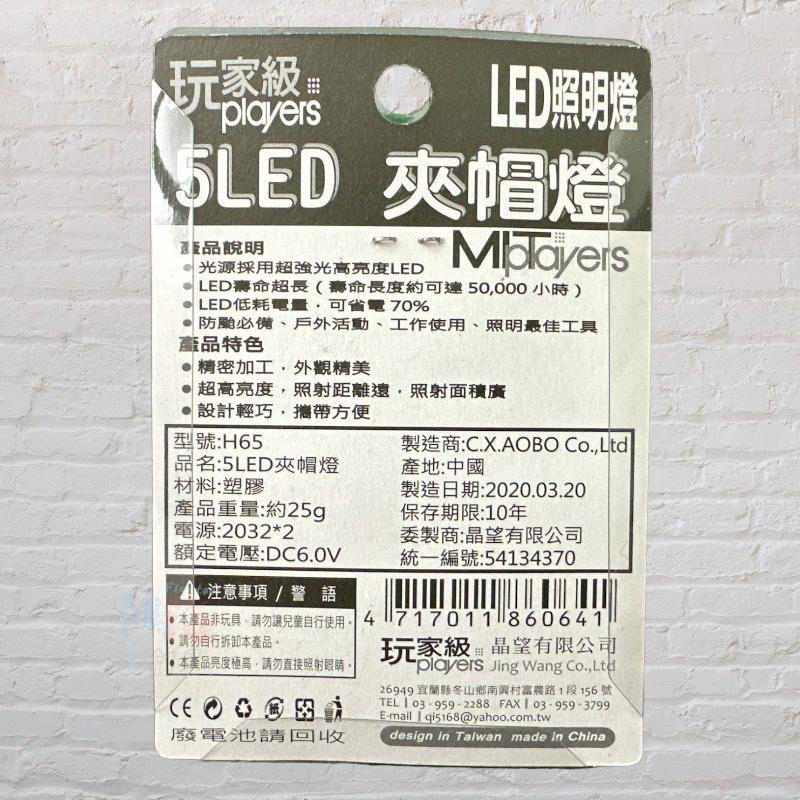 玩家級
players
LED照明燈
5LED 夾帽燈
MIPTayers
產品說明
• 光源採用超強光高亮度LED
• LED壽命超長（壽命長度約可達 50,000 小時）
• LED低耗電量，可省電 70%
• 防颱必備、戶外活動、工作使用、照明最佳工具
產品特色
• 精密加工，外觀精美
• 超高亮度，照射距離遠，照射面積廣
• 設計輕巧，攜帶方便
型號:H65
品名:5LED夾帽燈
材料:塑膠
產品重量:約25g
電源:2032*2
額定電壓:DC6.0V
製造商:C.X.AOBO Co.,Ltd
產地:中國
製造日期:2020.03.20
保存期限:10年
委製商:晶望有限公司
統一編號:54134370
注意事項 / 警 語
• 本產品非玩具，請勿讓兒童自行使用。
• 請勿自行拆卸本產品。
• 本產品亮度極高，請勿直接照射眼睛。
4 717011 860641
玩家級
players
晶望有限公司
Jing Wang Co.,Ltd
26949 宜蘭縣冬山鄉南興村富農路 1 段 156 號
TEL | 03 - 959 - 2288 FAX | 03 - 959 - 3799
E-mail | qi5168@yahoo.com.tw
CE
廢電池請回收
design in Taiwan made in China